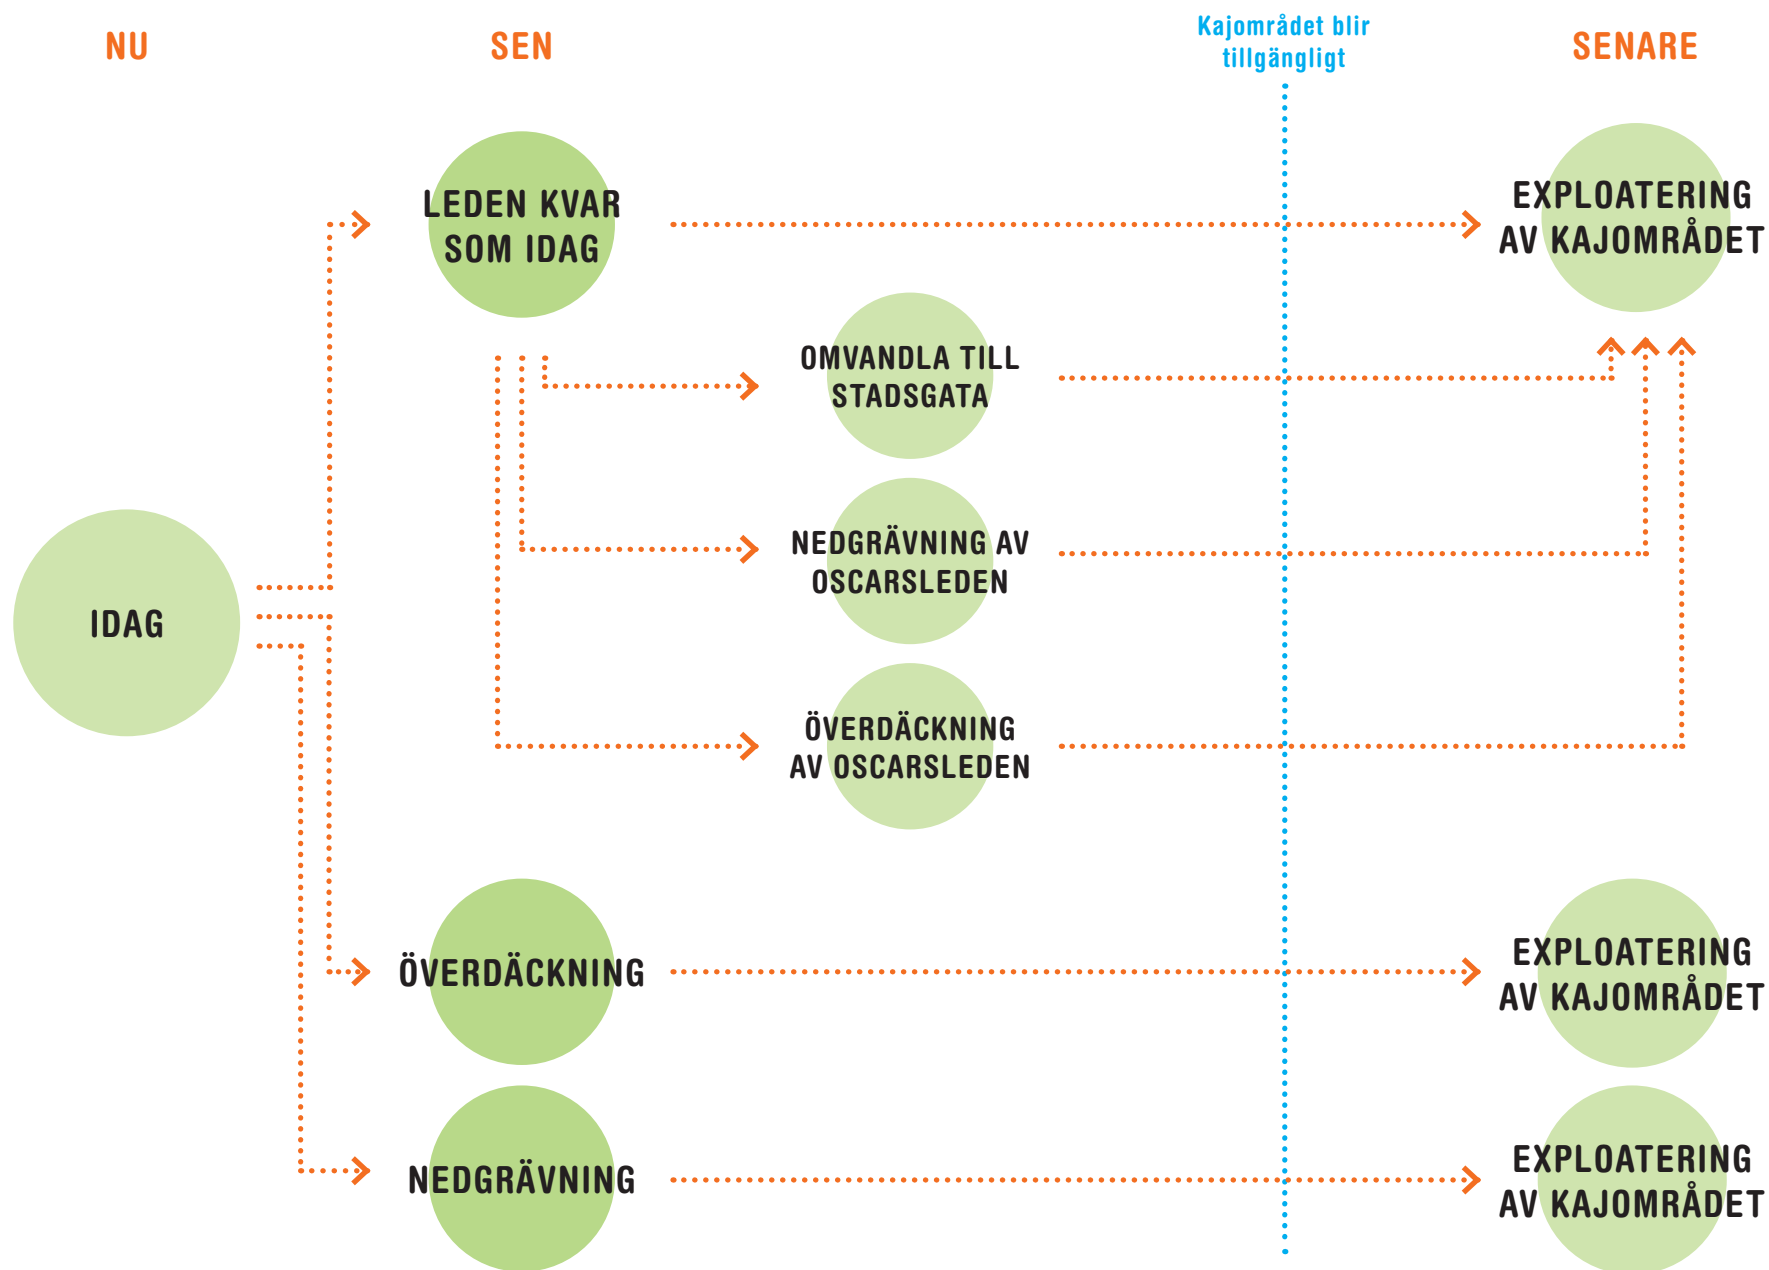 NU
SEN
Kajområdet blir
tillgängligt
SENARE
LEDEN KVAR
SOM IDAG
EXPLOATERING
AV KAJOMRÅDET
OMVANDLA TILL
STADSGATA
NEDGRÄVNING AV
OSCARSLEDEN
IDAG
ÖVERDÄCKNING
AV OSCARSLEDEN
ÖVERDÄCKNING
EXPLOATERING
AV KAJOMRÅDET
NEDGRÄVNING
EXPLOATERING
AV KAJOMRÅDET